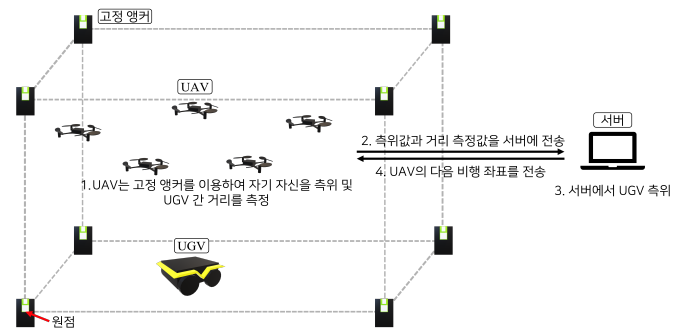 고정 앵커
UAV
서버
2. 측위값과 거리 측정값을 서버에 전송
4. UAV의 다음 비행 좌표를 전송
1.UAV는 고정 앵커를 이용하여 자기 자신을 측위 및
UGV 간 거리를 측정
3. 서버에서 UGV 측위
UGV
원점